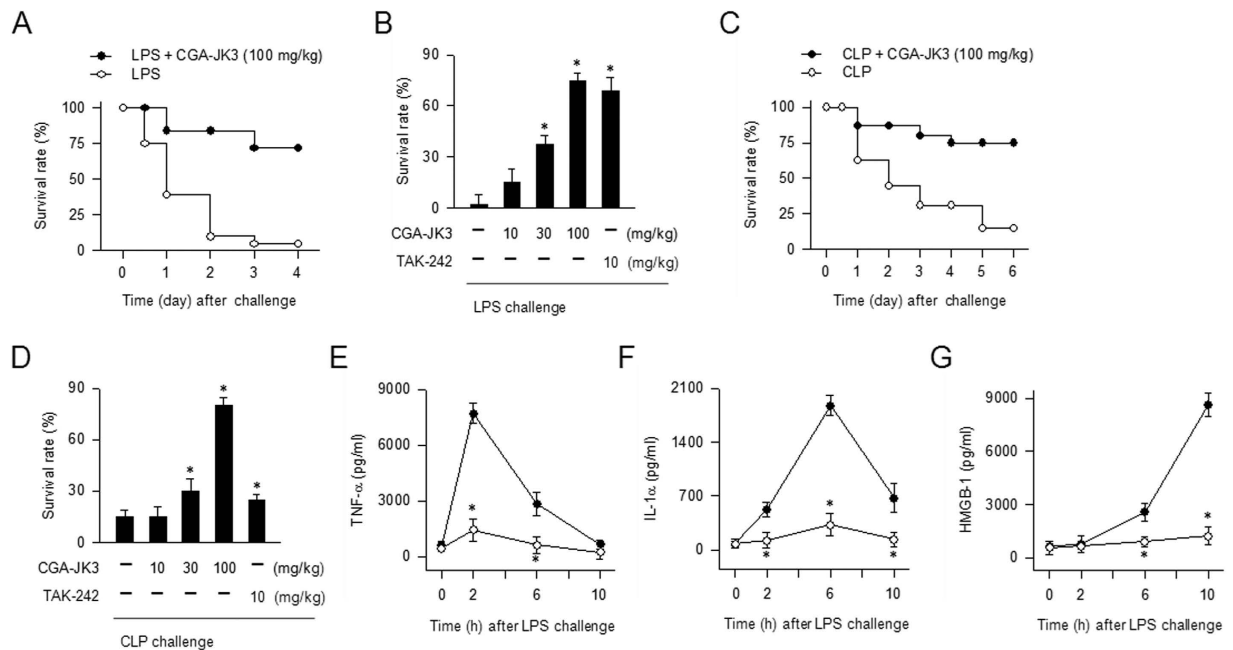 A
LPS + CGA-JK3 (100 mg/kg)
LPS
Survival rate (%)
100
75
50
25
0
0 1 2 3 4
Time (day) after challenge
B
Survival rate (%)
90
60
30
0
* * *
CGA-JK3 – 10 30 100 – (mg/kg)
TAK-242 – – – – 10 (mg/kg)
LPS challenge
C
CLP + CGA-JK3 (100 mg/kg)
CLP
Survival rate (%)
100
75
50
25
0
0 1 2 3 4 5 6
Time (day) after challenge
D
Survival rate (%)
90
60
30
0
* * *
CGA-JK3 – 10 30 100 – (mg/kg)
TAK-242 – – – – 10 (mg/kg)
CLP challenge
E
TNF-α (pg/ml)
9000
6000
3000
0
* *
0 2 6 10
Time (h) after LPS challenge
F
IL-1α (pg/ml)
2100
1400
700
0
* * *
0 2 6 10
Time (h) after LPS challenge
G
HMGB-1 (pg/ml)
9000
6000
3000
0
* *
0 2 6 10
Time (h) after LPS challenge